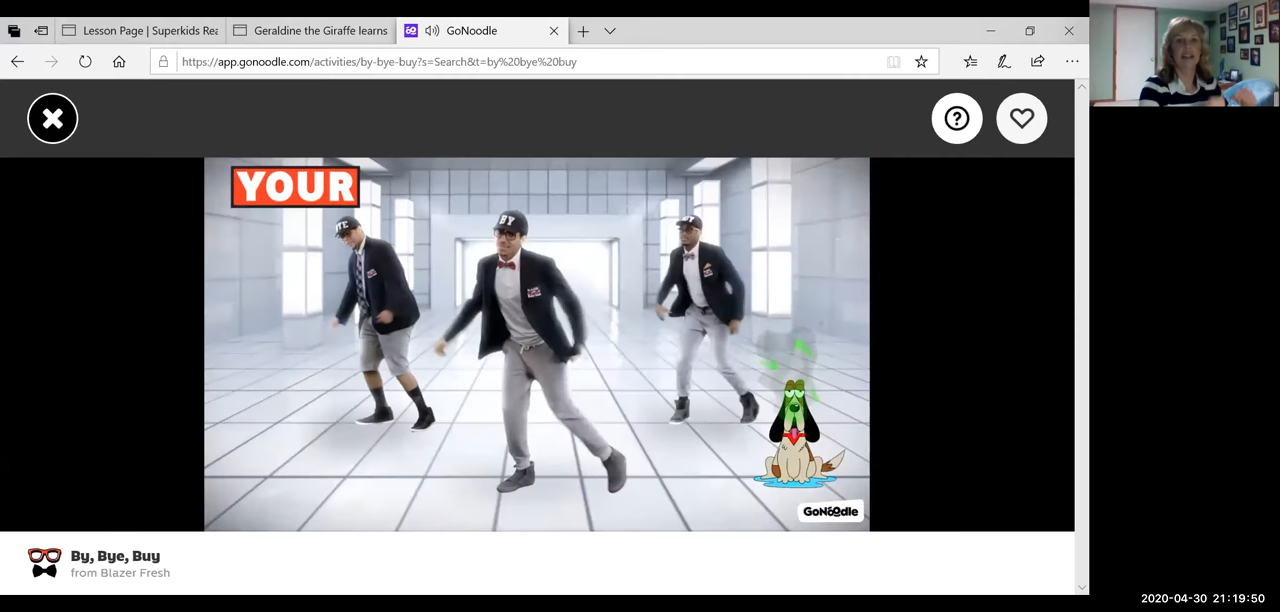 Lesson Page | Superkids Rea
Geraldine the Giraffe learns
GoNoodle
https://app.gonoodle.com/activities/by-bye-buy?s=Search&t=by%20bye%20buy
YOUR
BY
GoNoodle
By, Bye, Buy
from Blazer Fresh
2020-04-30 21:19:50